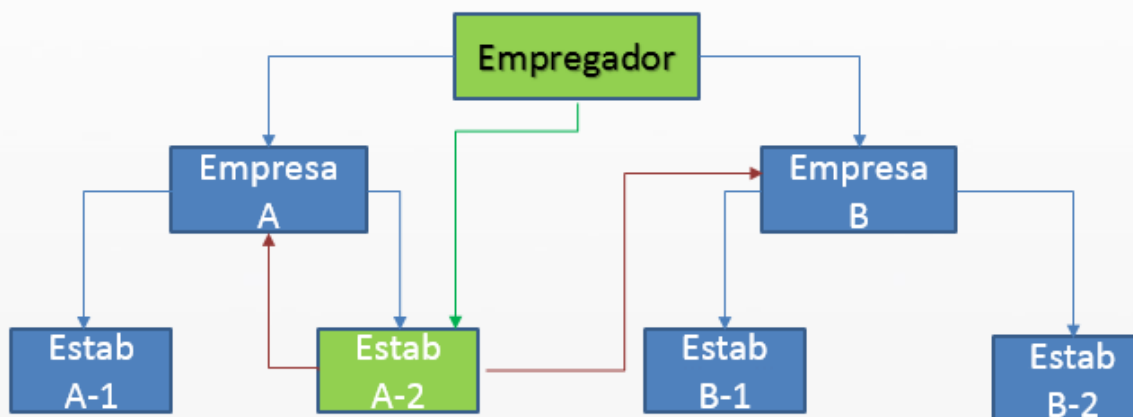 Empregador
Empresa
A
Empresa
B
Estab
A-1
Estab
A-2
Estab
B-1
Estab
B-2